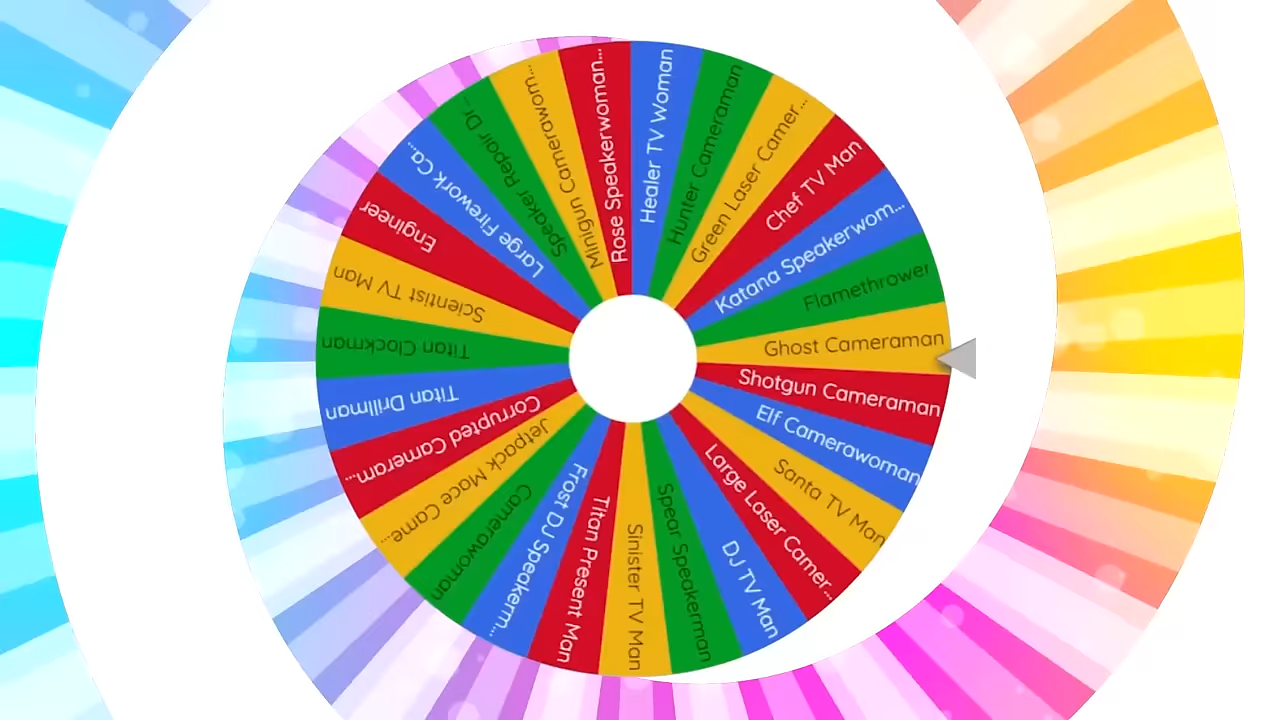 Healer TV Woman
Hunter Cameraman
Green Laser Camer...
Chef TV Man
Katana Speakerwom...
Flamethrower
Ghost Cameraman
Shotgun Cameraman
Elf Camerawoman
Santa TV Man
Large Laser Camer...
DJ TV Man
Spear Speakerman
Sinister TV Man
Titan Present Man
Frost DJ Speakerm...
Camerawoman
Jetpack Mace Came...
Corrupted Cameram...
Titan Drillman
Titan Clockman
Scientist TV Man
Engineer
Large Firework Ca...
Speaker Repair Dr...
Minigun Camerawom...
Rose Speakerwoman...